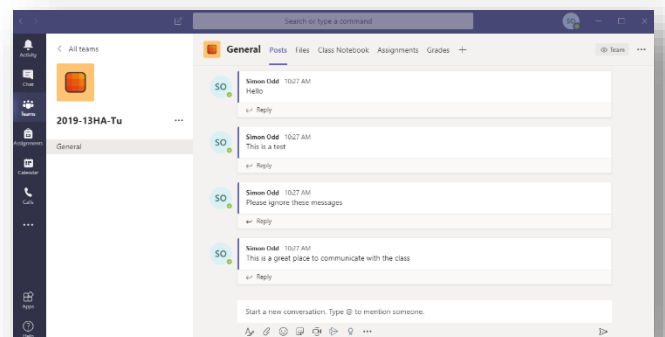 Search or type a command
SO
Activity
Chat
Teams
Assignments
Calendar
Calls
Apps
Help
All teams
2019-13HA-Tu
General
General Posts Files Class Notebook Assignments Grades
Team
SO
Simon Odd 10:27 AM
Hello
Reply
SO
Simon Odd 10:27 AM
This is a test
Reply
SO
Simon Odd 10:27 AM
Please ignore these messages
Reply
SO
Simon Odd 10:27 AM
This is a great place to communicate with the class
Reply
Start a new conversation. Type @ to mention someone.